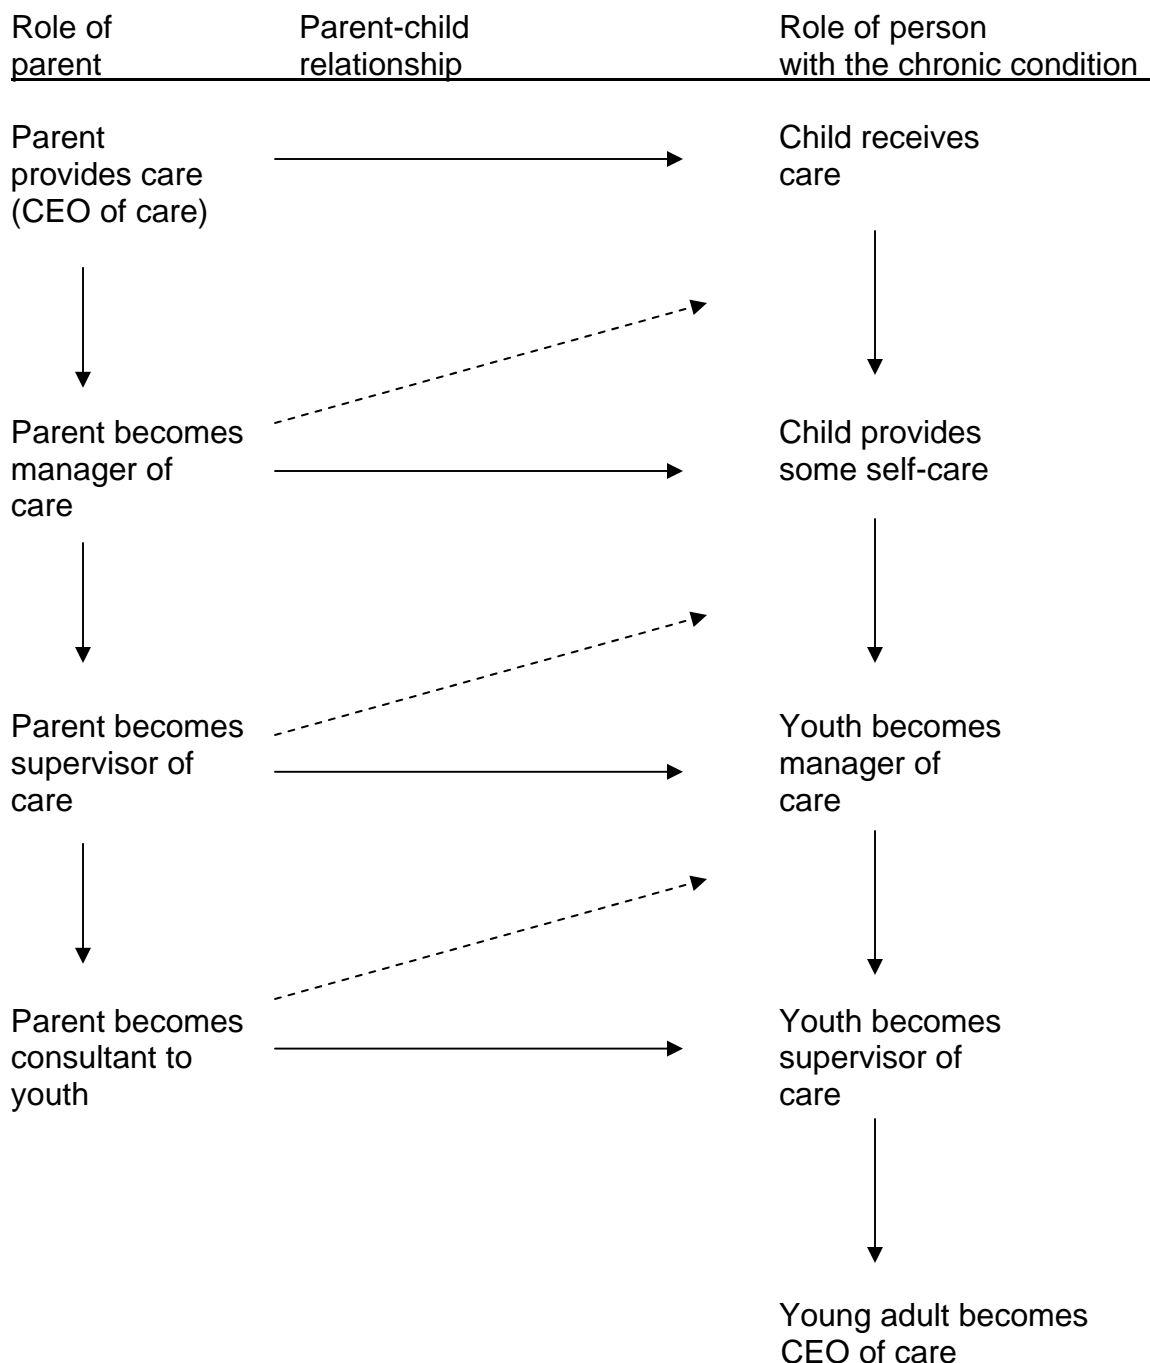 Role of
parent
Parent-child
relationship
Role of person
with the chronic condition
Parent
provides care
(CEO of care)
Child receives
care
Parent becomes
manager of
care
Child provides
some self-care
Parent becomes
supervisor of
care
Youth becomes
manager of
care
Parent becomes
consultant to
youth
Youth becomes
supervisor of
care
Young adult becomes
CEO of care